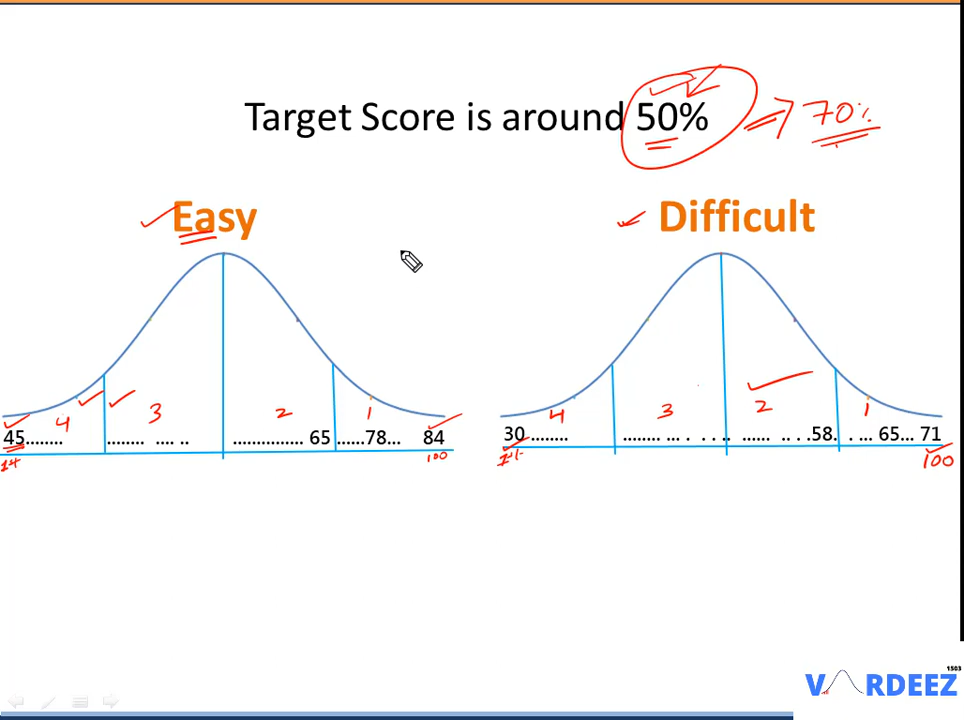 Target Score is around 50% ⇒ 70%
Easy
Difficult
4 3 2 1
45........ ........ .... .. ............... 65 ......78... 84
100
4 3 2 1
30 ........ ........ ... . . . .. ...... .. . .58. . ... 65... 71
100
1503
VARDEEZ